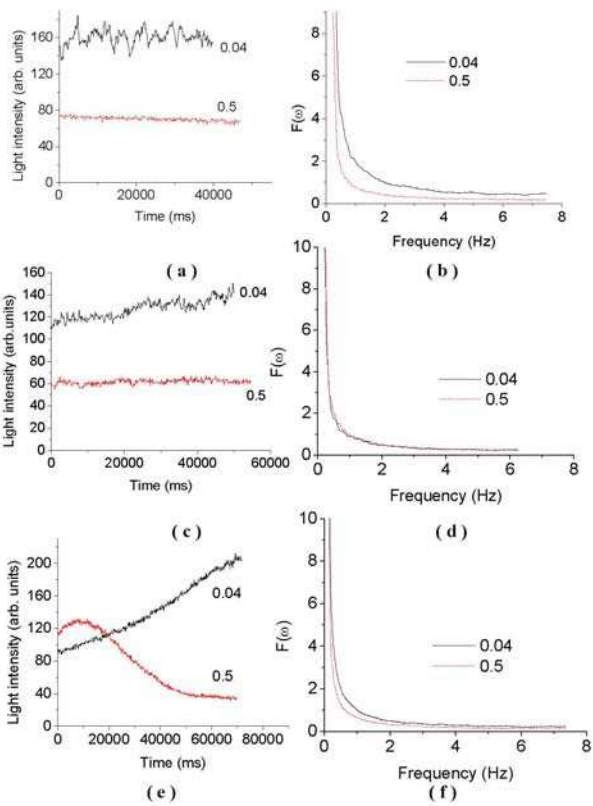 Light intensity (arb. units)
160
120
80
40
0
0.04
0.5
0 20000 40000
Time (ms)
( a )
F(ω)
8
6
4
2
0
0.04
0.5
0 2 4 6 8
Frequency (Hz)
( b )
Light intensity (arb.units)
160
140
120
100
80
60
40
20
0
0.04
0.5
0 20000 40000 60000
Time (ms)
( c )
F(ω)
10
8
6
4
2
0
0.04
0.5
0 2 4 6 8
Frequency (Hz)
( d )
Light intensity (arb. units)
200
160
120
80
40
0
0.04
0.5
0 20000 40000 60000 80000
Time (ms)
( e )
F(ω)
10
8
6
4
2
0
0.04
0.5
0 2 4 6 8
Frequency (Hz)
( f )